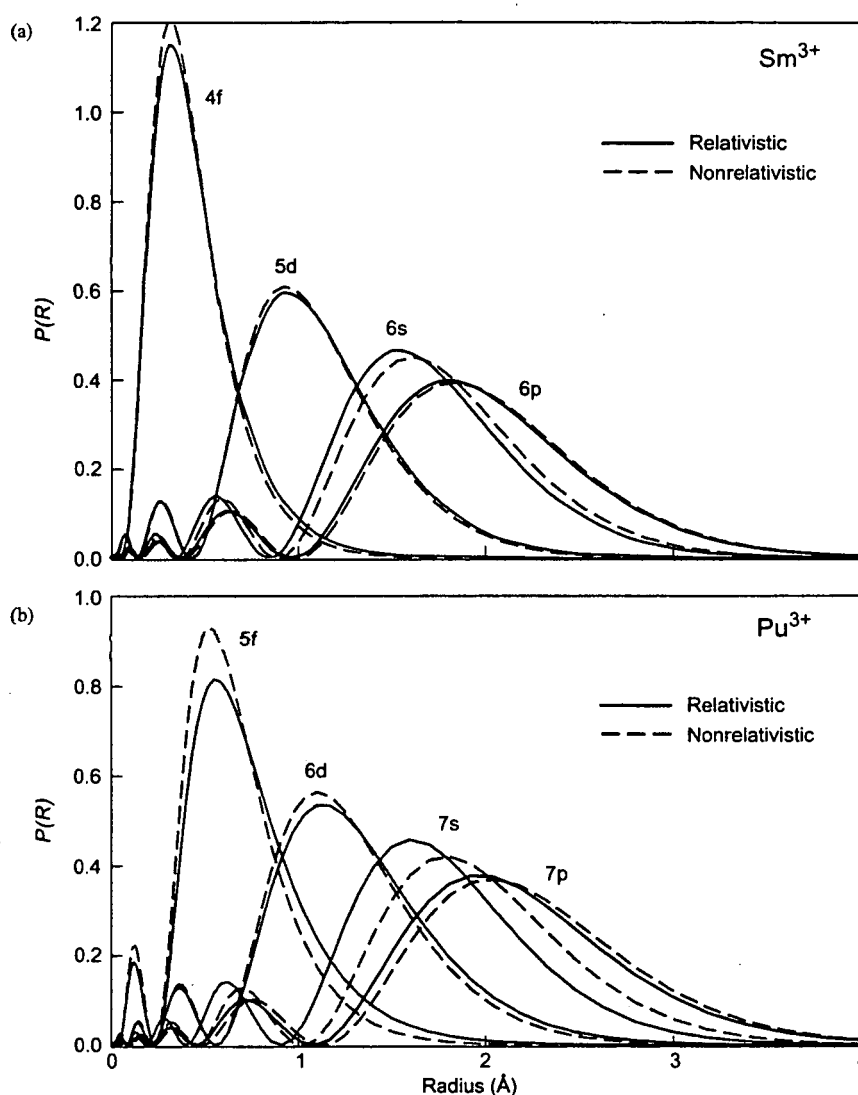 (a)
Sm³⁺
1.2
1.0
0.8
0.6
0.4
0.2
0.0
P(R)
4f
5d
6s
6p
Relativistic
Nonrelativistic
(b)
Pu³⁺
1.0
0.8
0.6
0.4
0.2
0.0
P(R)
5f
6d
7s
7p
Relativistic
Nonrelativistic
0
1
2
3
Radius (Å)